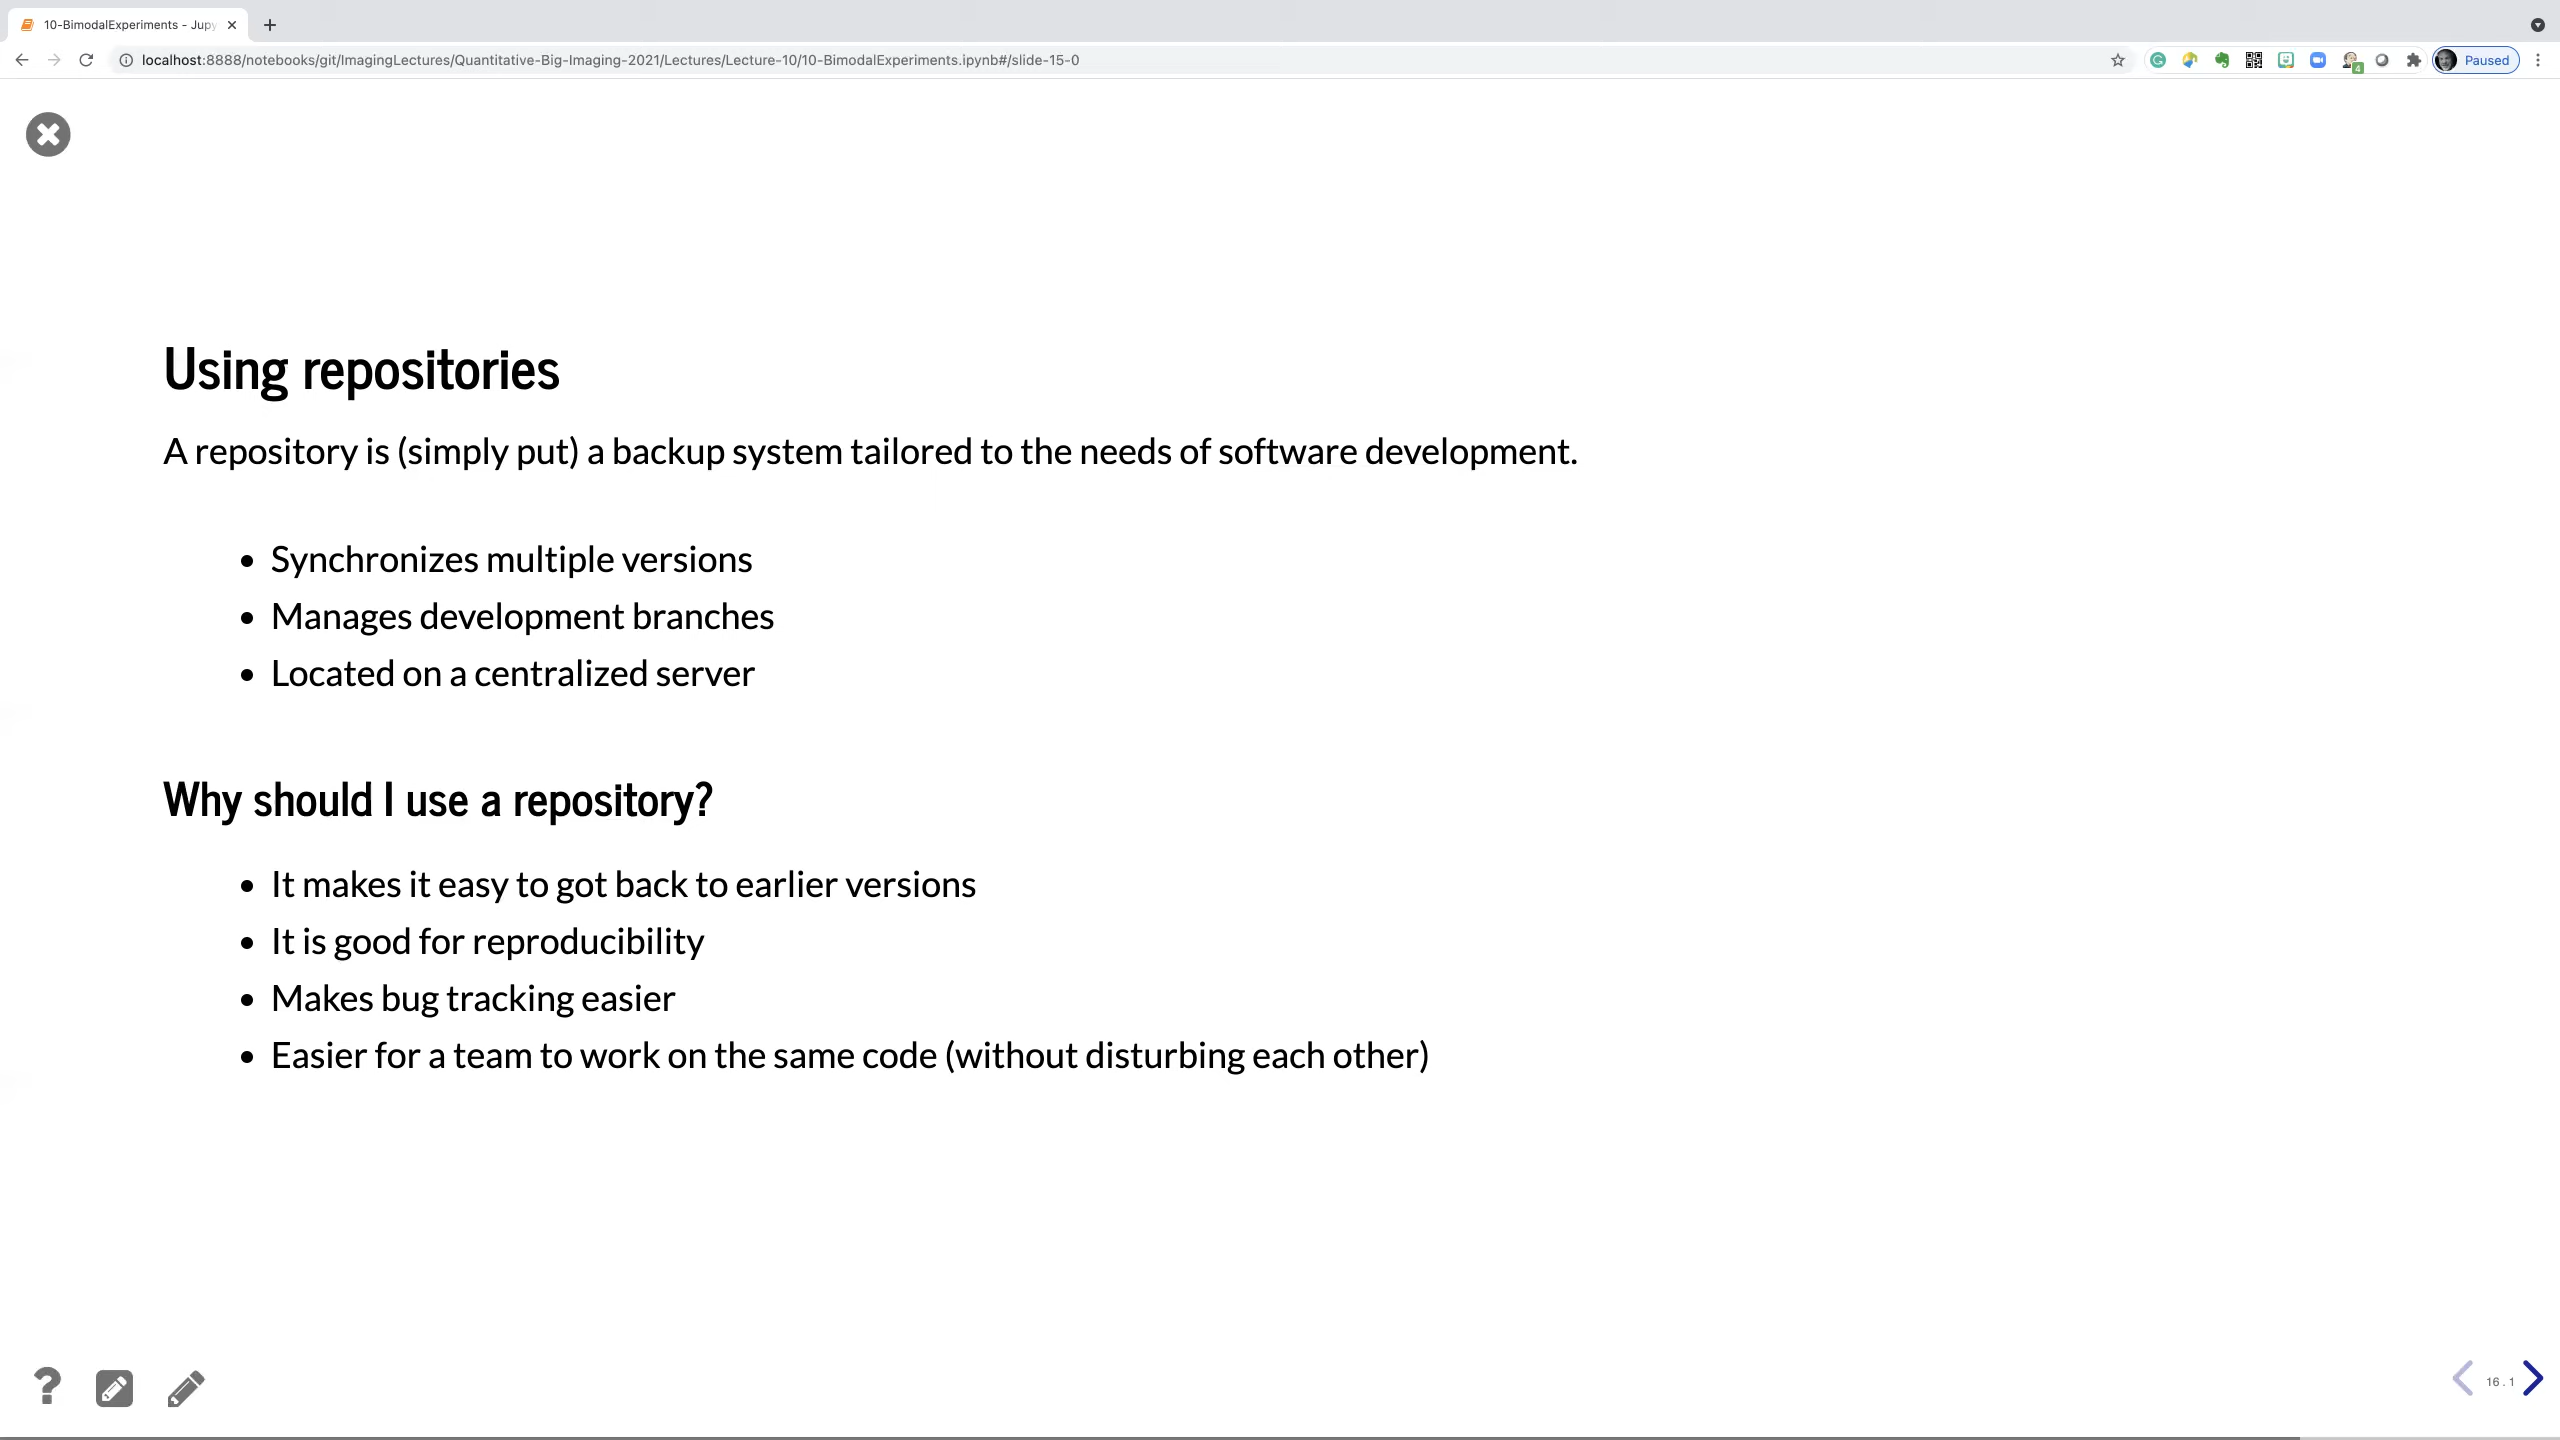 10-BimodalExperiments - Jupy
localhost:8888/notebooks/git/ImagingLectures/Quantitative-Big-Imaging-2021/Lectures/Lecture-10/10-BimodalExperiments.ipynb#/slide-15-0
4
Paused
Using repositories
A repository is (simply put) a backup system tailored to the needs of software development.
• Synchronizes multiple versions
• Manages development branches
• Located on a centralized server
Why should I use a repository?
• It makes it easy to got back to earlier versions
• It is good for reproducibility
• Makes bug tracking easier
• Easier for a team to work on the same code (without disturbing each other)
16.1